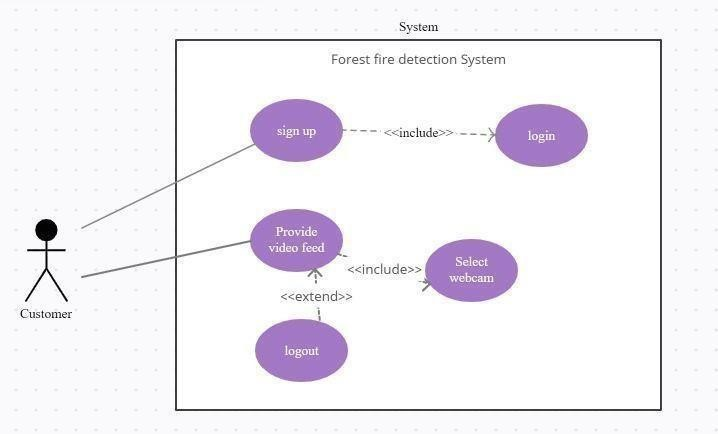 System
Forest fire detection System
sign up
<<include>>
login
Provide
video feed
<<include>>
Select
webcam
<<extend>>
logout
Customer